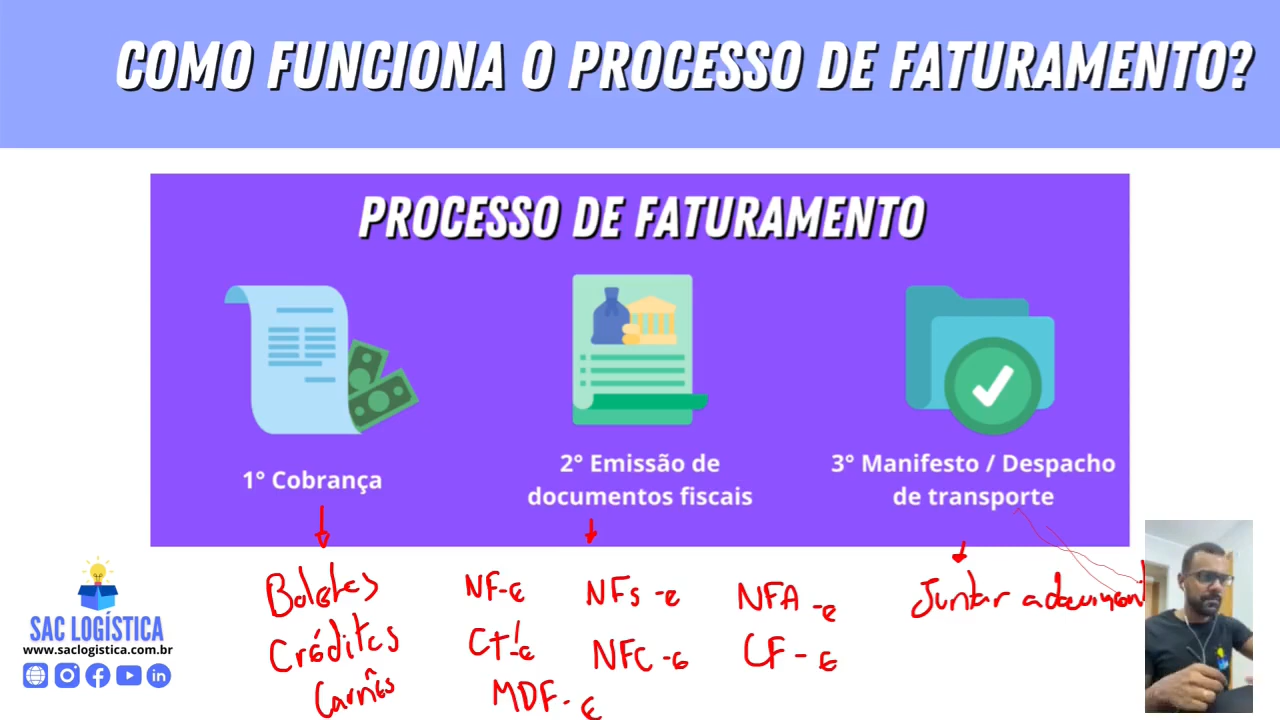 COMO FUNCIONA O PROCESSO DE FATURAMENTO?
PROCESSO DE FATURAMENTO
1° Cobrança
2° Emissão de
documentos fiscais
3° Manifesto / Despacho
de transporte
Boletos
Créditos
Carnês
NF-e
NFs-e
NFA-e
CT-e
NFC-e
CF-e
MDF-e
Juntar a
SAC LOGÍSTICA
www.saclogistica.com.br